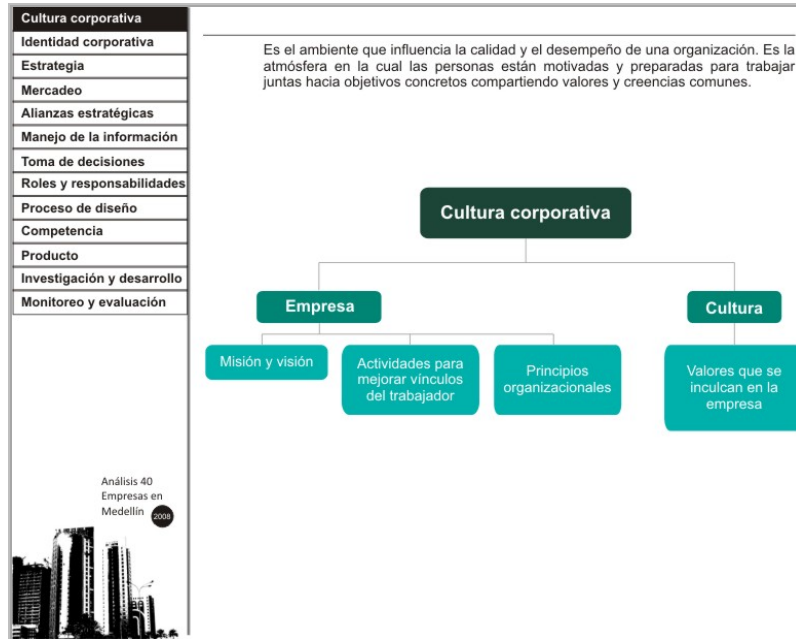 Cultura corporativa
Identidad corporativa
Estrategia
Mercadeo
Alianzas estratégicas
Manejo de la información
Toma de decisiones
Roles y responsabilidades
Proceso de diseño
Competencia
Producto
Investigación y desarrollo
Monitoreo y evaluación
Análisis 40
Empresas en
Medellín 2008
Es el ambiente que influencia la calidad y el desempeño de una organización. Es la
atmósfera en la cual las personas están motivadas y preparadas para trabajar
juntas hacia objetivos concretos compartiendo valores y creencias comunes.
Cultura corporativa
Empresa
Cultura
Misión y visión
Actividades para
mejorar vínculos
del trabajador
Principios
organizacionales
Valores que se
inculcan en la
empresa